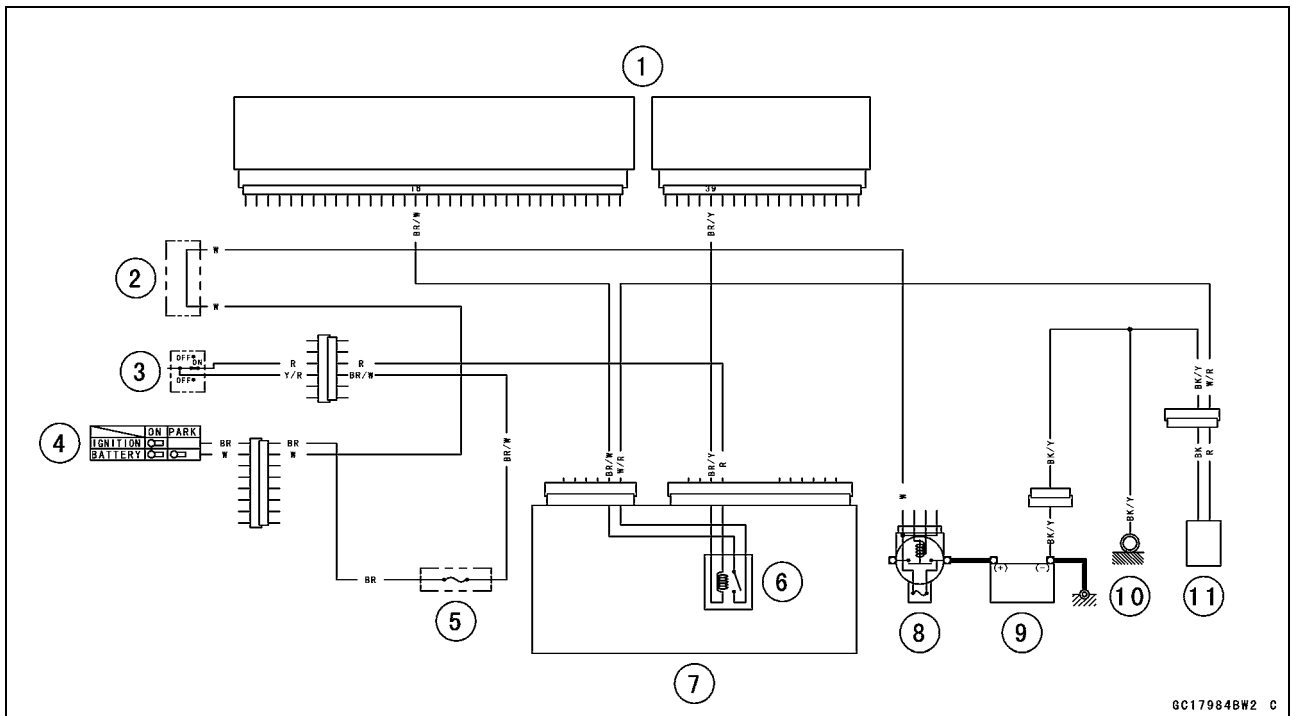 1
18
39
BR/W
BR/Y
W
2
W
OFF
ON
OFF
3
R
R
Y/R
BR/W
ON PARK
IGNITION
BATTERY
4
BR
BR
W
W
BR/W
BR/W
W/R
BR/Y
R
W
BK/Y
BK/Y
BK/Y
BK/Y
W/R
BK
R
BR
5
6
7
8
(+)
(-)
9
10
11
GC17984BW2 C